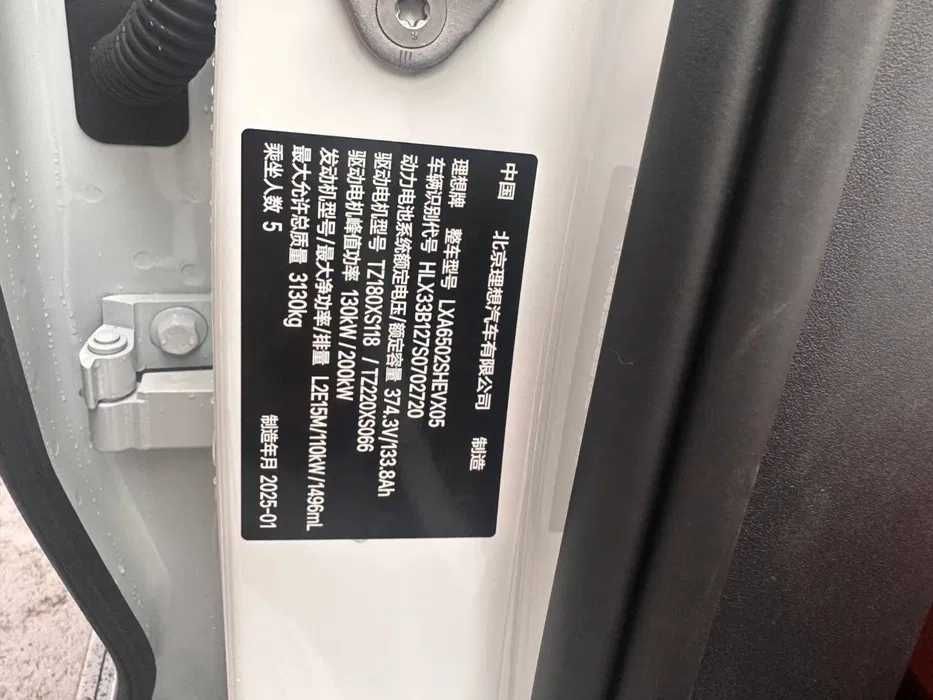 中国 北京理想汽车有限公司 制造
理想牌 整车型号 LXA6502SHEVX05
车辆识别代号 HLX33B127S0702720
动力电池系统额定电压/额定容量 374.3V/133.8Ah
驱动电机型号 TZ180XS118 / TZ220XS066
驱动电机峰值功率 130kW/200kW
发动机型号/最大净功率/排量 L2E15M/110kW/1496mL
最大允许总质量 3130kg
乘坐人数 5 制造年月 2025-01